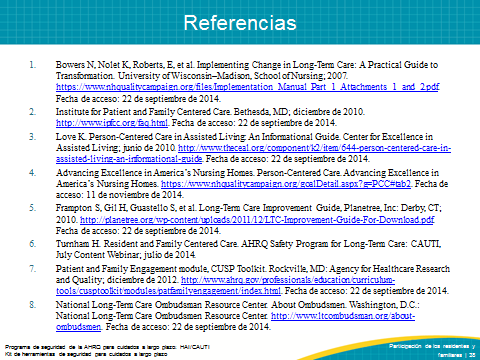 Referencias
1. Bowers N, Nolet K, Roberts, E, et al. Implementing Change in Long-Term Care: A Practical Guide to
Transformation. University of Wisconsin–Madison, School of Nursing; 2007.
https://www.nhqualitycampaign.org/files/Implementation_Manual_Part_1_Attachments_1_and_2.pdf.
Fecha de acceso: 22 de septiembre de 2014.
2. Institute for Patient and Family Centered Care. Bethesda, MD; diciembre de 2010.
http://www.ipfcc.org/faq.html. Fecha de acceso: 22 de septiembre de 2014.
3. Love K. Person-Centered Care in Assisted Living: An Informational Guide. Center for Excellence in
Assisted Living; junio de 2010. http://www.theceal.org/component/k2/item/644-person-centered-care-in-
assisted-living-an-informational-guide. Fecha de acceso: 22 de septiembre de 2014.
4. Advancing Excellence in America's Nursing Homes. Person-Centered Care. Advancing Excellence in
America's Nursing Homes. https://www.nhqualitycampaign.org/goalDetail.aspx?g=PCC#tab2. Fecha de
acceso: 11 de noviembre de 2014.
5. Frampton S, Gil H, Guastello S, et al. Long-Term Care Improvement Guide, Planetree, Inc: Derby, CT;
2010. http://planetree.org/wp-content/uploads/2011/12/LTC-Improvement-Guide-For-Download.pdf
Fecha de acceso: 22 de septiembre de 2014.
6. Turnham H. Resident and Family Centered Care. AHRQ Safety Program for Long-Term Care: CAUTI,
July Content Webinar; julio de 2014.
7. Patient and Family Engagement module, CUSP Toolkit. Rockville, MD: Agency for Healthcare Research
and Quality; diciembre de 2012. http://www.ahrq.gov/professionals/education/curriculum-
tools/cusptoolkit/modules/patfamilyengagement/index.html. Fecha de acceso: 22 de septiembre de 2014.
8. National Long-Term Care Ombudsman Resource Center. About Ombudsmen. Washington, D.C.:
National Long-Term Care Ombudsman Resource Center. http://www.ltcombudsman.org/about-
ombudsmen. Fecha de acceso: 22 de septiembre de 2014.
Programa de seguridad de la AHRQ para cuidados a largo plazo: HAI/CAUTI
Kit de herramientas de seguridad para cuidados a largo plazo
Participación de los residentes y
familiares | 38